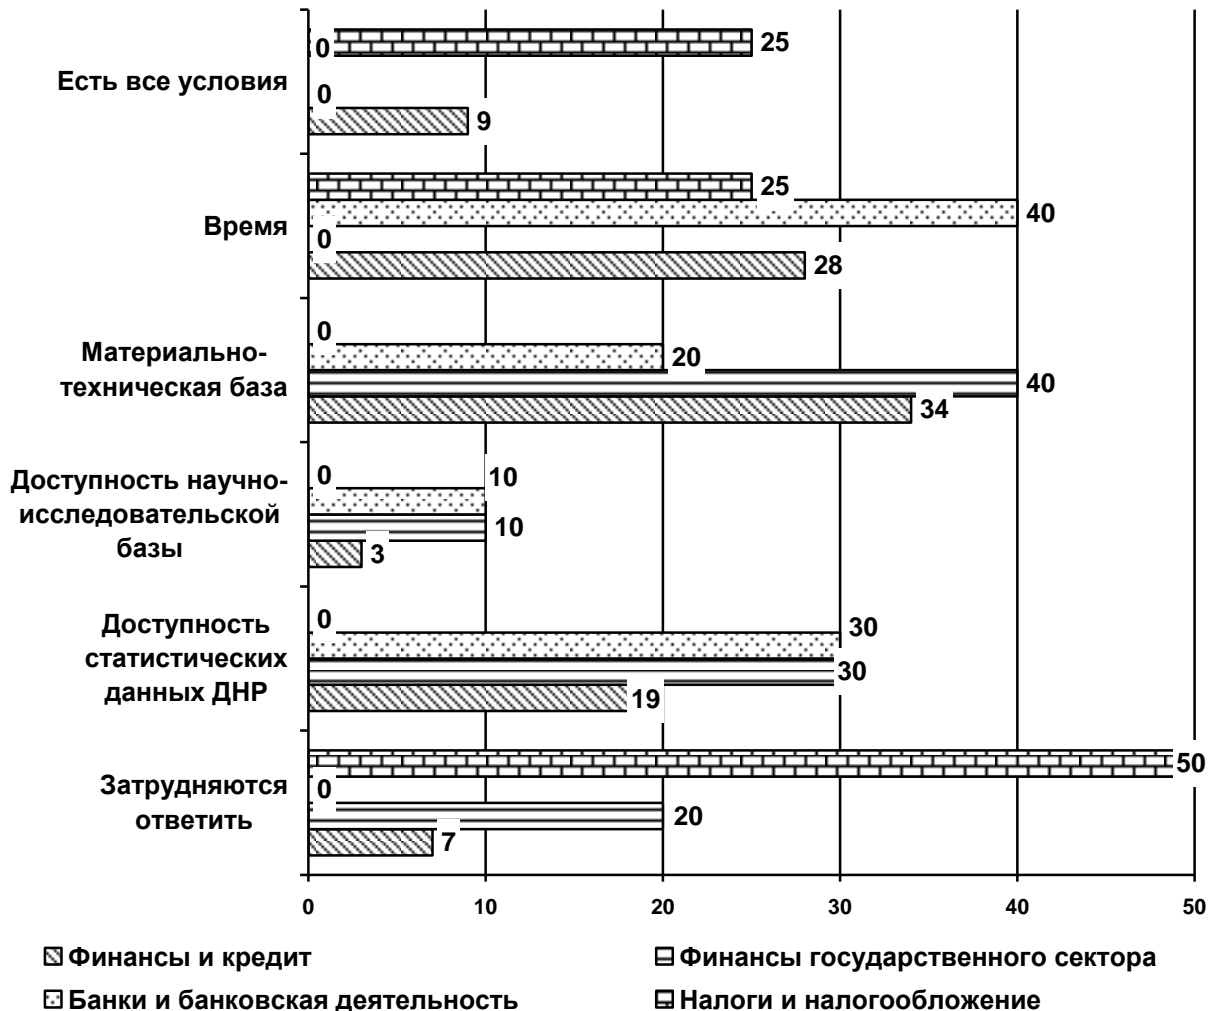 0
25
Есть все условия
0
9
25
Время
40
0
28
0
Материально-
техническая база
20
40
34
Доступность научно-
исследовательской
базы
0
10
10
3
Доступность
статистических
данных ДНР
0
30
30
19
Затрудняются
ответить
50
0
20
7
0 10 20 30 40 50
Финансы и кредит
Финансы государственного сектора
Банки и банковская деятельность
Налоги и налогообложение